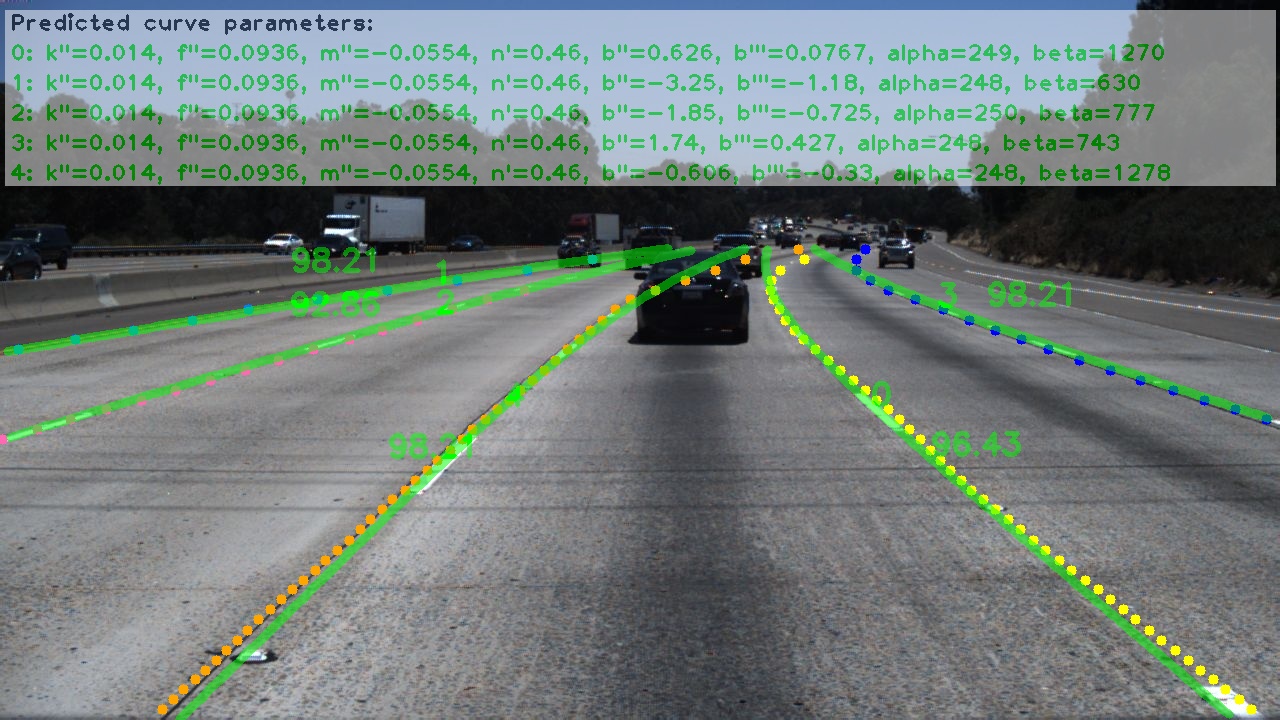 Predicted curve parameters:
0: k''=0.014, f''=0.0936, m''=-0.0554, n'=0.46, b''=0.626, b'''=0.0767, alpha=249, beta=1270
1: k''=0.014, f''=0.0936, m''=-0.0554, n'=0.46, b''=-3.25, b'''=-1.18, alpha=248, beta=630
2: k''=0.014, f''=0.0936, m''=-0.0554, n'=0.46, b''=-1.85, b'''=-0.725, alpha=250, beta=777
3: k''=0.014, f''=0.0936, m''=-0.0554, n'=0.46, b''=1.74, b'''=0.427, alpha=248, beta=743
4: k''=0.014, f''=0.0936, m''=-0.0554, n'=0.46, b''=-0.606, b'''=-0.33, alpha=248, beta=1278
98.21 1
92.86 2
3 98.21
0
98.21
96.43